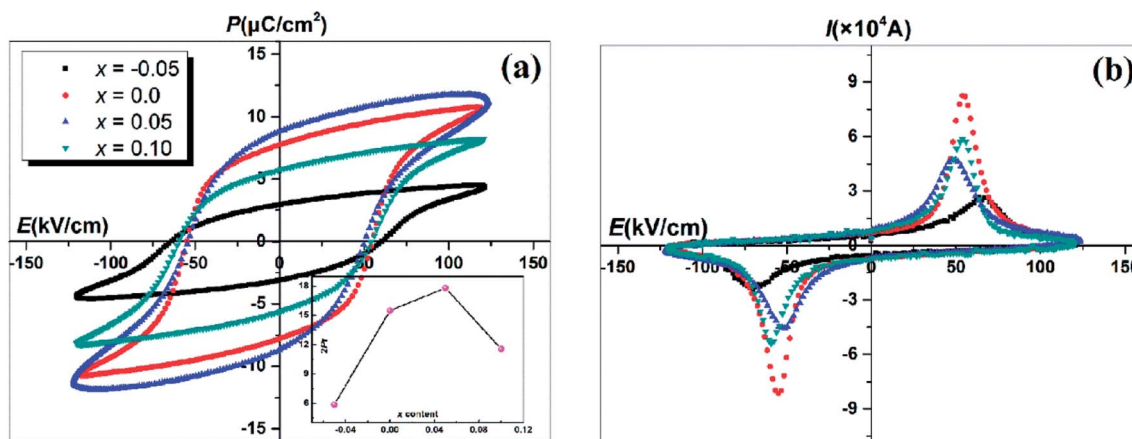 P(μC/cm²)
(a)
x = -0.05
x = 0.0
x = 0.05
x = 0.10
15
10
5
0
-5
-10
-15
E(kV/cm)
-150 -100 -50 0 50 100 150
18
15
12
9
6
2Pr
-0.04 0.00 0.04 0.08 0.12
x content
I(×10⁴A)
(b)
9
6
3
0
-3
-6
-9
E(kV/cm)
-150 -100 -50 0 50 100 150